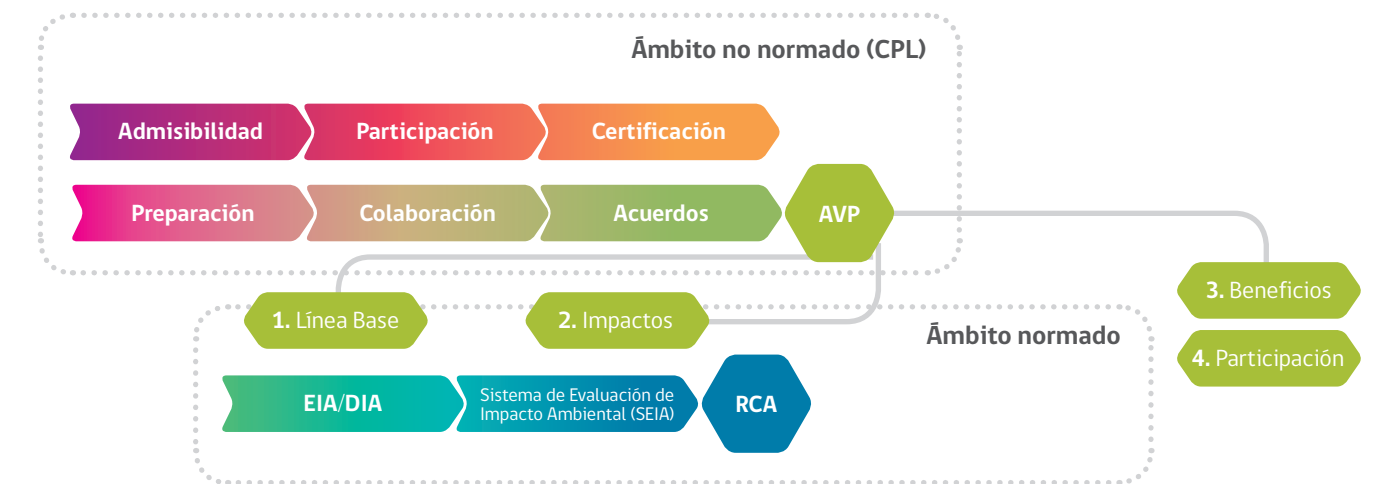 Ámbito no normado (CPL)
Admisibilidad
Participación
Certificación
Preparación
Colaboración
Acuerdos
AVP
1. Línea Base
2. Impactos
3. Beneficios
4. Participación
Ámbito normado
EIA/DIA
Sistema de Evaluación de
Impacto Ambiental (SEIA)
RCA